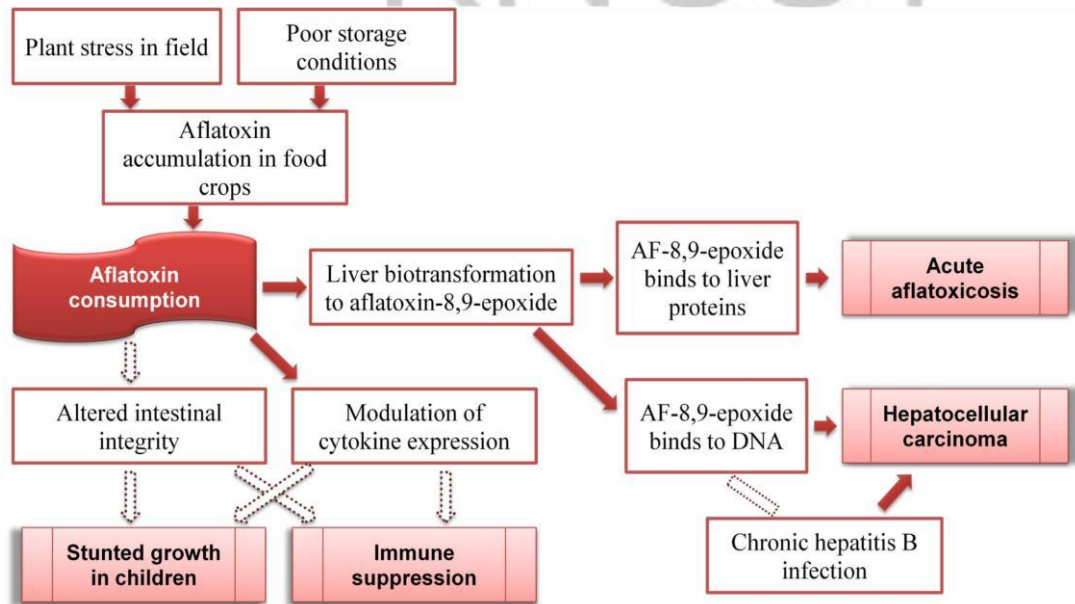 Plant stress in field
Poor storage
conditions
Aflatoxin
accumulation in food
crops
Aflatoxin
consumption
Liver biotransformation
to aflatoxin-8,9-epoxide
AF-8,9-epoxide
binds to liver
proteins
Acute
aflatoxicosis
Altered intestinal
integrity
Modulation of
cytokine expression
AF-8,9-epoxide
binds to DNA
Hepatocellular
carcinoma
Stunted growth
in children
Immune
suppression
Chronic hepatitis B
infection